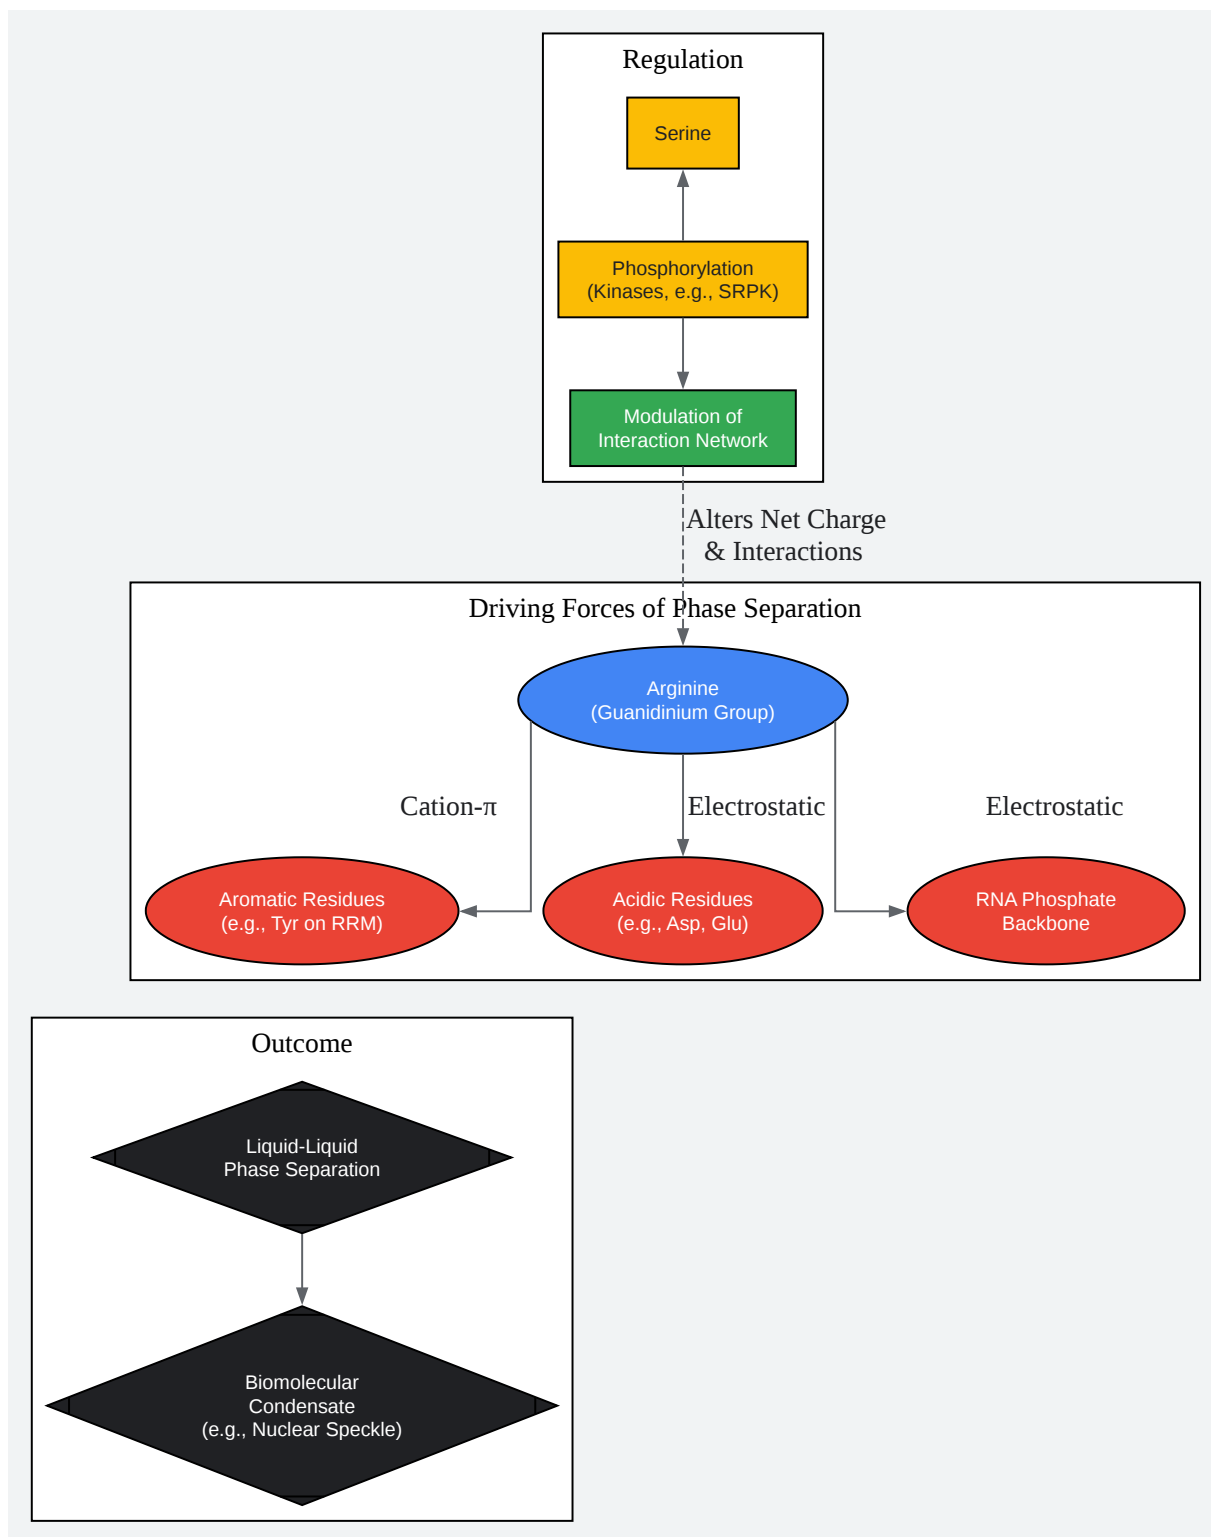 Regulation
Serine
Phosphorylation
(Kinases, e.g., SRPK)
Modulation of
Interaction Network
Alters Net Charge
& Interactions
Driving Forces of Phase Separation
Arginine
(Guanidinium Group)
Cation-π
Electrostatic
Electrostatic
Aromatic Residues
(e.g., Tyr on RRM)
Acidic Residues
(e.g., Asp, Glu)
RNA Phosphate
Backbone
Outcome
Liquid-Liquid
Phase Separation
Biomolecular
Condensate
(e.g., Nuclear Speckle)